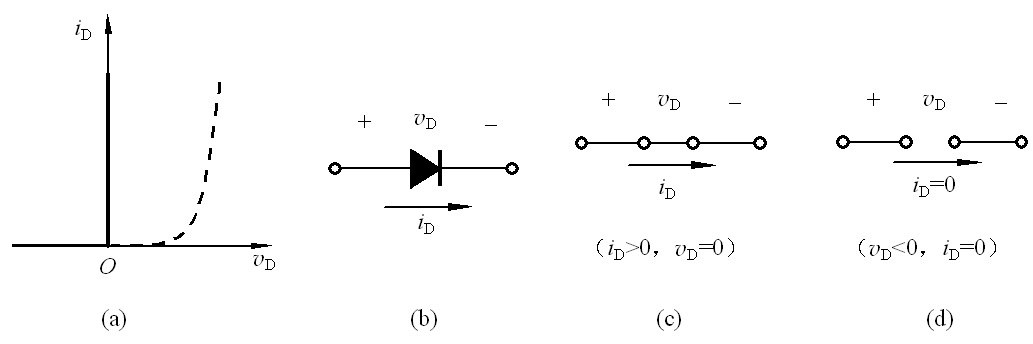 iD
O
vD
(a)
+ vD −
iD
(b)
+ vD −
iD
（iD>0，vD=0）
(c)
+ vD −
iD=0
（vD<0，iD=0）
(d)